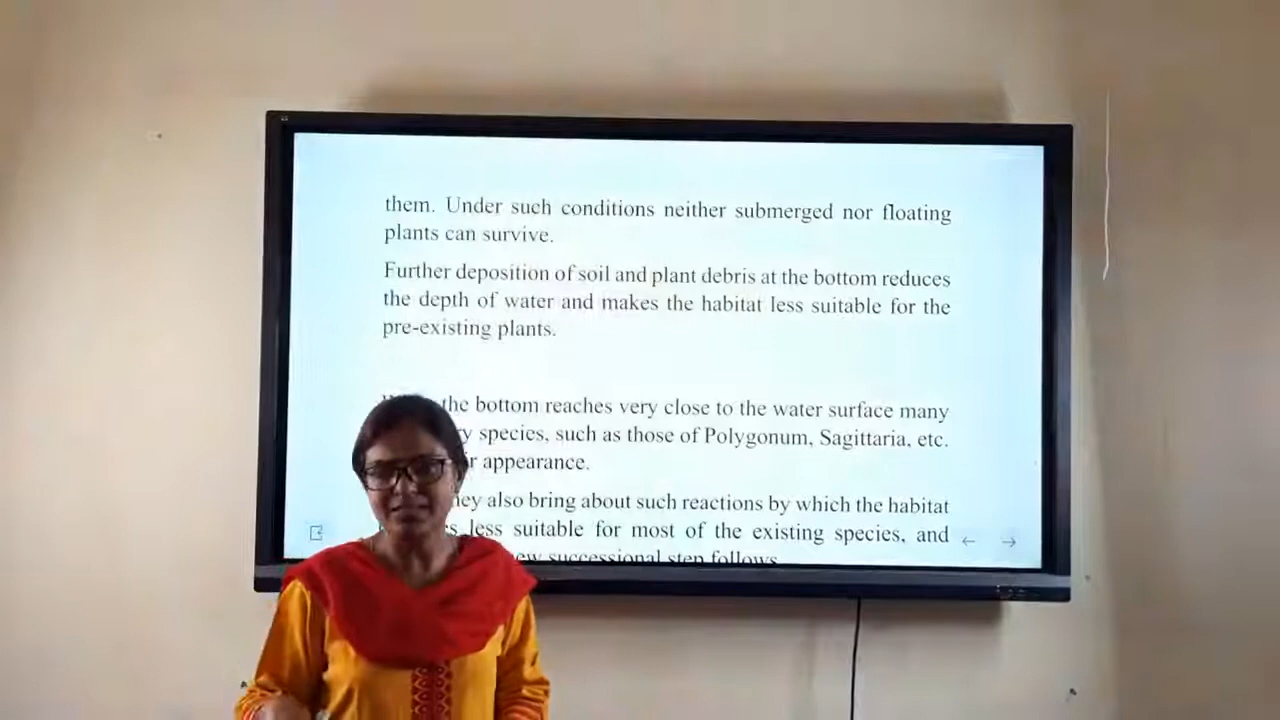 them. Under such conditions neither submerged nor floating
plants can survive.
Further deposition of soil and plant debris at the bottom reduces
the depth of water and makes the habitat less suitable for the
pre-existing plants.
the bottom reaches very close to the water surface many
species, such as those of Polygonum, Sagittaria, etc.
appearance.
also bring about such reactions by which the habitat
less suitable for most of the existing species, and
successional step follows